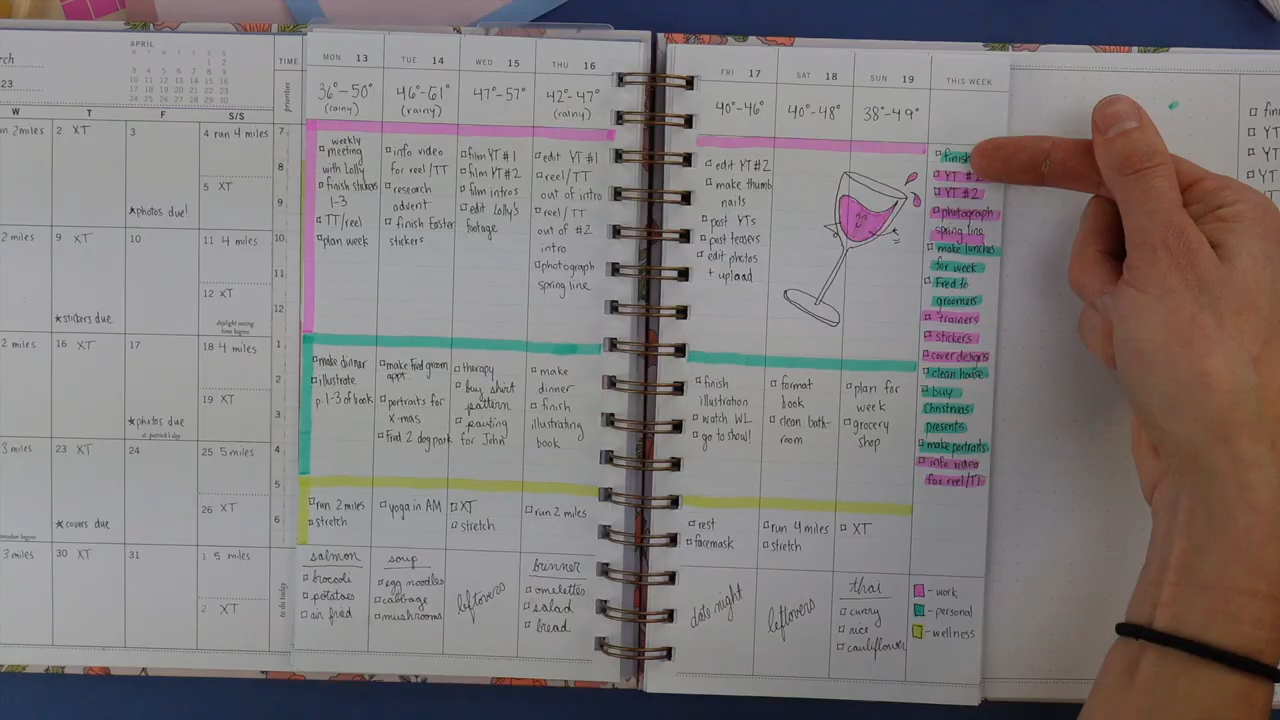 March
23
APRIL
W
T
F
S/S
run 2 miles
2 XT
3
4 run 4 miles
5 XT
*photos due!
2 miles
9 XT
10
11 4 miles
12 XT
daylight saving
time begins
*stickers due
2 miles
16 XT
17
18 4 miles
19 XT
*photos due
st. patrick's day
3 miles
23 XT
24
25 5 miles
26 XT
*covers due
3 miles
30 XT
31
1 5 miles
2 XT
TIME
priorities
7
8
9
10
11
12
1
2
3
4
5
6
to do today
MON 13
36°-50°
(rainy)
weekly
meeting
with Lolly
finish stickers
1-3
TT/reel
plan week
make dinner
illustrate
p. 1-3 of book
run 2 miles
stretch
salmon
broccoli
potatoes
air fried
TUE 14
46°-61°
(rainy)
info video
for reel/TT
research
advent
finish Easter
stickers
make Fred groom
appt.
portraits for
x-mas
Fred 2 dog park
yoga in AM
soup
egg noodles
cabbage
mushrooms
WED 15
47°-57°
film YT #1
film YT #2
film intros
edit Lolly's
footage
therapy
buy shirt
pattern
painting
for John
XT
stretch
leftovers
THU 16
42°-47°
(rainy)
edit YT #1
reel/TT
out of intro
reel/TT
out of #2
intro
photograph
spring line
make
dinner
finish
illustrating
book
run 2 miles
brinner
omelettes
salad
bread
FRI 17
40°-46°
edit YT #2
make thumb
nails
post YTs
post teasers
edit photos
+ upload
finish
illustration
watch WL
go to show!
rest
facemask
date night
SAT 18
40°-48°
format
book
clean bath-
room
run 4 miles
stretch
leftovers
SUN 19
38°-49°
plan for
week
grocery
shop
XT
thai
curry
rice
cauliflower
THIS WEEK
finish
YT #1
YT #2
photograph
spring line
make lunches
for week
Fred to
groomers
trainers
stickers
cover designs
clean house
buy
Christmas
presents
make portraits
info video
for reel/TT
- work
- personal
- wellness